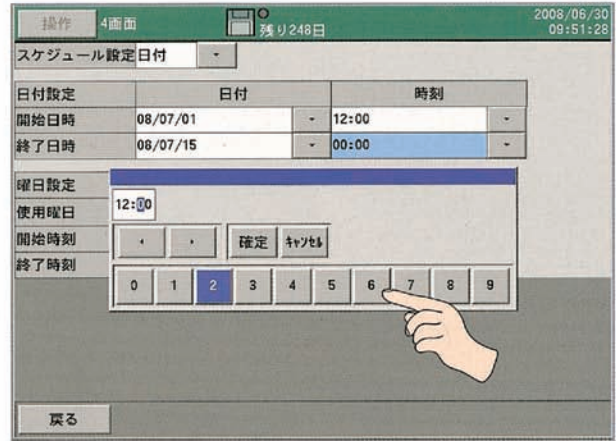 操作 4画面 残り248日 2008/06/30
09:51:28
スケジュール設定 日付
日付設定 日付 時刻
開始日時 08/07/01 12:00
終了日時 08/07/15 00:00
曜日設定
使用曜日 12:00
開始時刻 確定 キャンセル
終了時刻
0 1 2 3 4 5 6 7 8 9
戻る